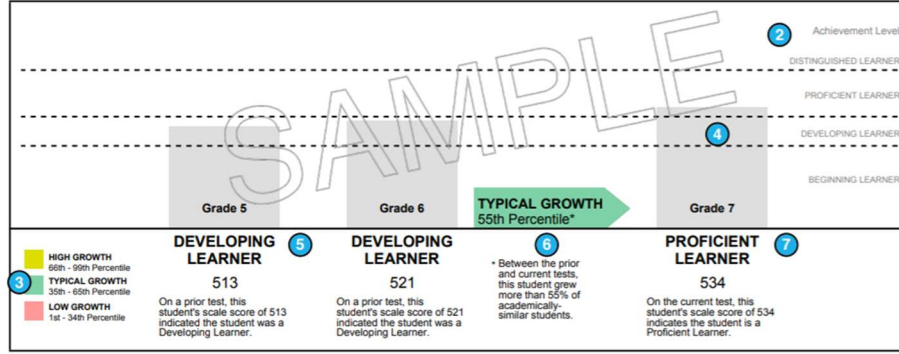 SAMPLE
2
Achievement Level
DISTINGUISHED LEARNER
PROFICIENT LEARNER
4
DEVELOPING LEARNER
BEGINNING LEARNER
Grade 5
Grade 6
TYPICAL GROWTH
55th Percentile*
Grade 7
3
HIGH GROWTH
66th - 99th Percentile
TYPICAL GROWTH
35th - 65th Percentile
LOW GROWTH
1st - 34th Percentile
DEVELOPING
LEARNER
5
513
On a prior test, this
student's scale score of 513
indicated the student was a
Developing Learner.
DEVELOPING
LEARNER
521
On a prior test, this
student's scale score of 521
indicated the student was a
Developing Learner.
6
* Between the prior
and current tests,
this student grew
more than 55% of
academically-
similar students.
PROFICIENT
LEARNER
7
534
On the current test, this
student's scale score of 534
indicates the student is a
Proficient Learner.